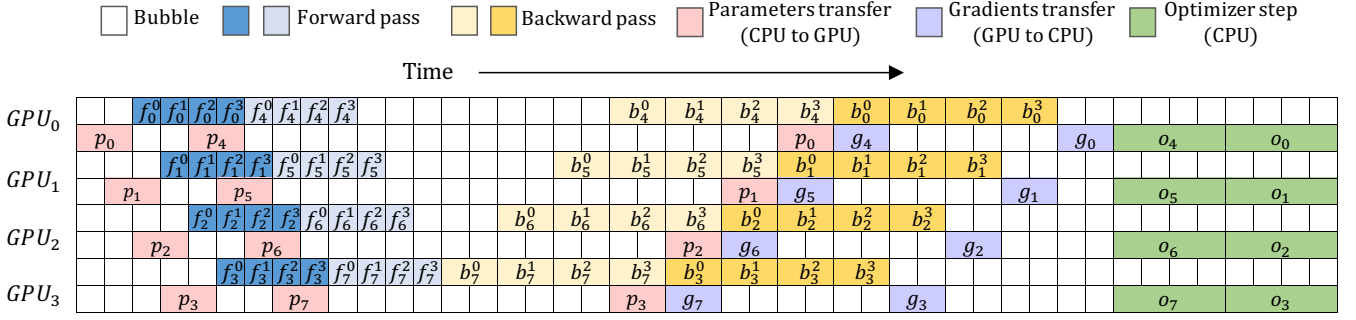 Bubble Forward pass Backward pass Parameters transfer (CPU to GPU) Gradients transfer (GPU to CPU) Optimizer step (CPU)
Time
GPU₀
f₀⁰ f₀¹ f₀² f₀³ f₄⁰ f₄¹ f₄² f₄³ b₄⁰ b₄¹ b₄² b₄³ b₀⁰ b₀¹ b₀² b₀³
p₀ p₄ p₀ g₄ g₀ o₄ o₀
GPU₁
f₁⁰ f₁¹ f₁² f₁³ f₅⁰ f₅¹ f₅² f₅³ b₅⁰ b₅¹ b₅² b₅³ b₁⁰ b₁¹ b₁² b₁³
p₁ p₅ p₁ g₅ g₁ o₅ o₁
GPU₂
f₂⁰ f₂¹ f₂² f₂³ f₆⁰ f₆¹ f₆² f₆³ b₆⁰ b₆¹ b₆² b₆³ b₂⁰ b₂¹ b₂² b₂³
p₂ p₆ p₂ g₆ g₂ o₆ o₂
GPU₃
f₃⁰ f₃¹ f₃² f₃³ f₇⁰ f₇¹ f₇² f₇³ b₇⁰ b₇¹ b₇² b₇³ b₃⁰ b₃¹ b₃² b₃³
p₃ p₇ p₃ g₇ g₃ o₇ o₃